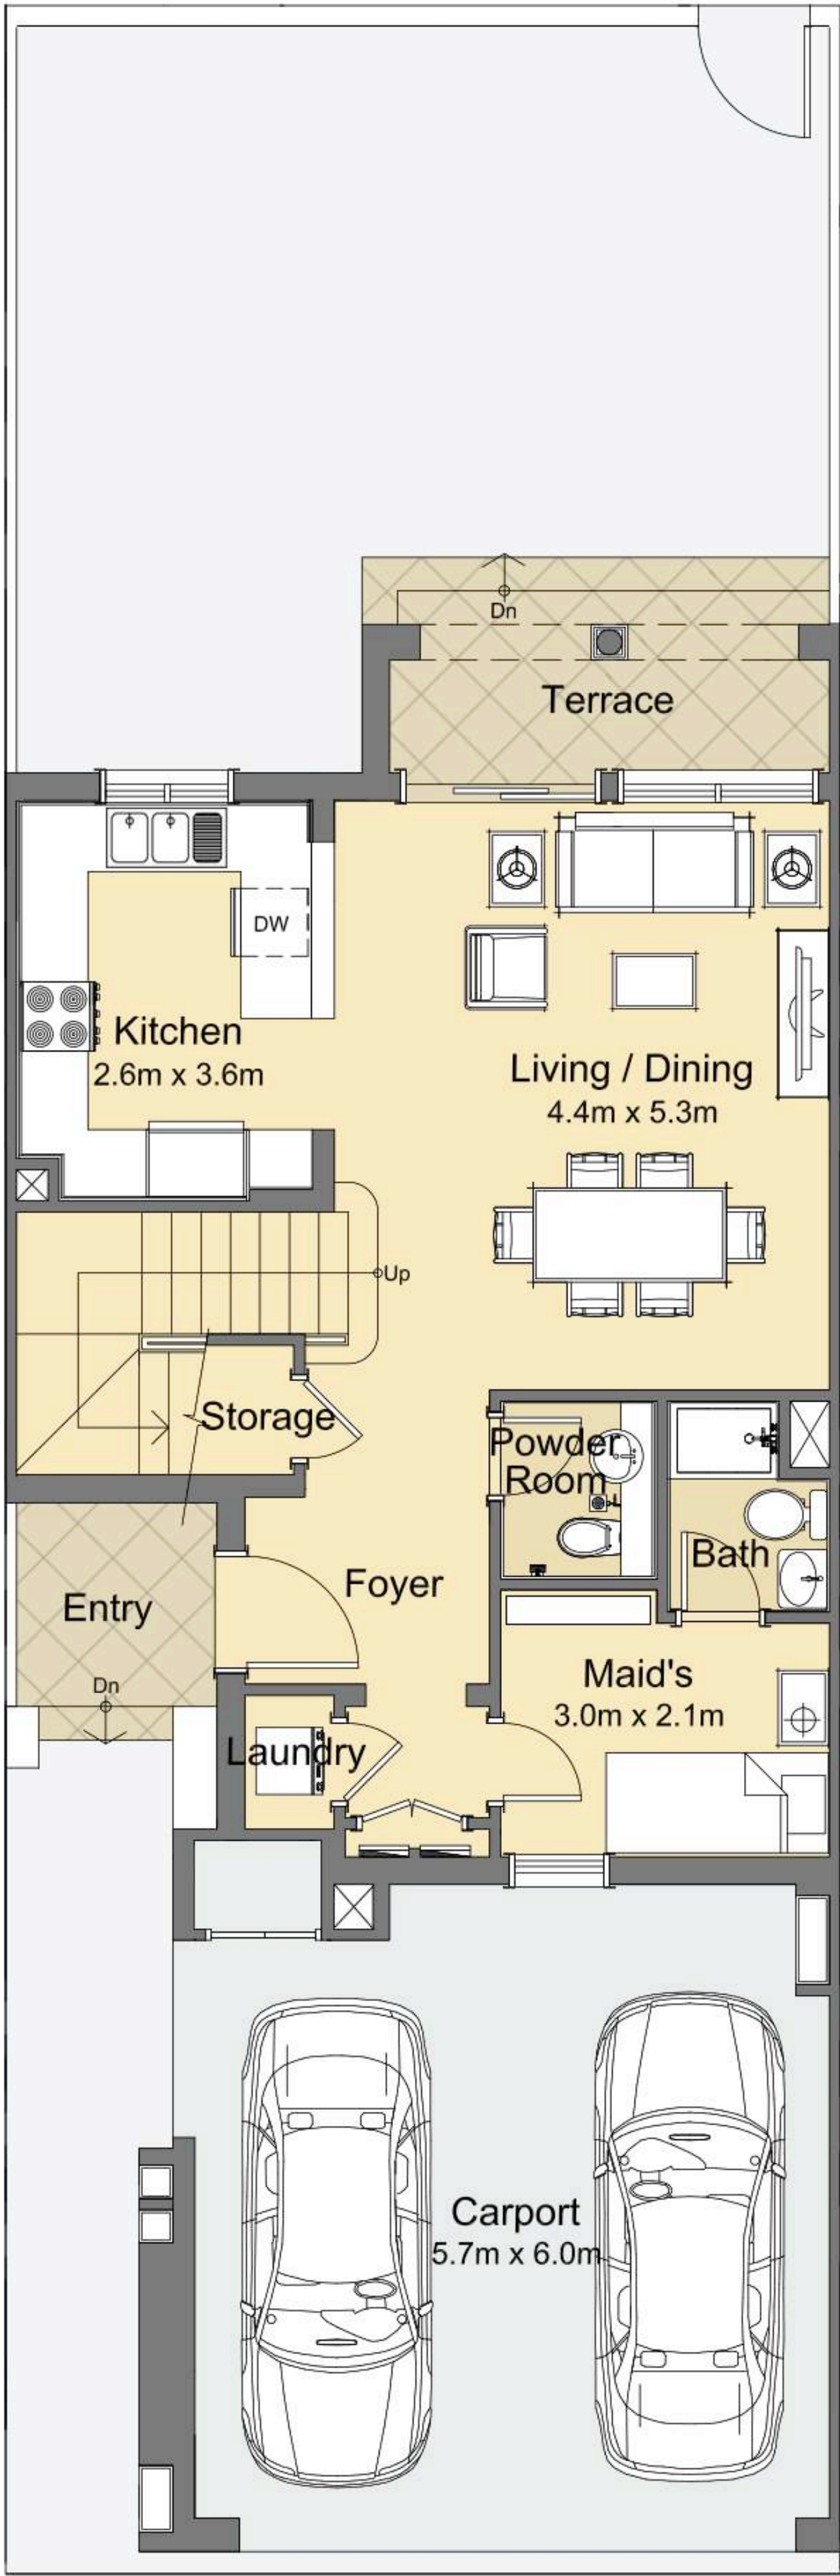 Dn
Terrace
DW
Kitchen
2.6m x 3.6m
Living / Dining
4.4m x 5.3m
Up
Storage
Powder
Room
Bath
Foyer
Entry
Dn
Maid's
3.0m x 2.1m
Laundry
Carport
5.7m x 6.0m